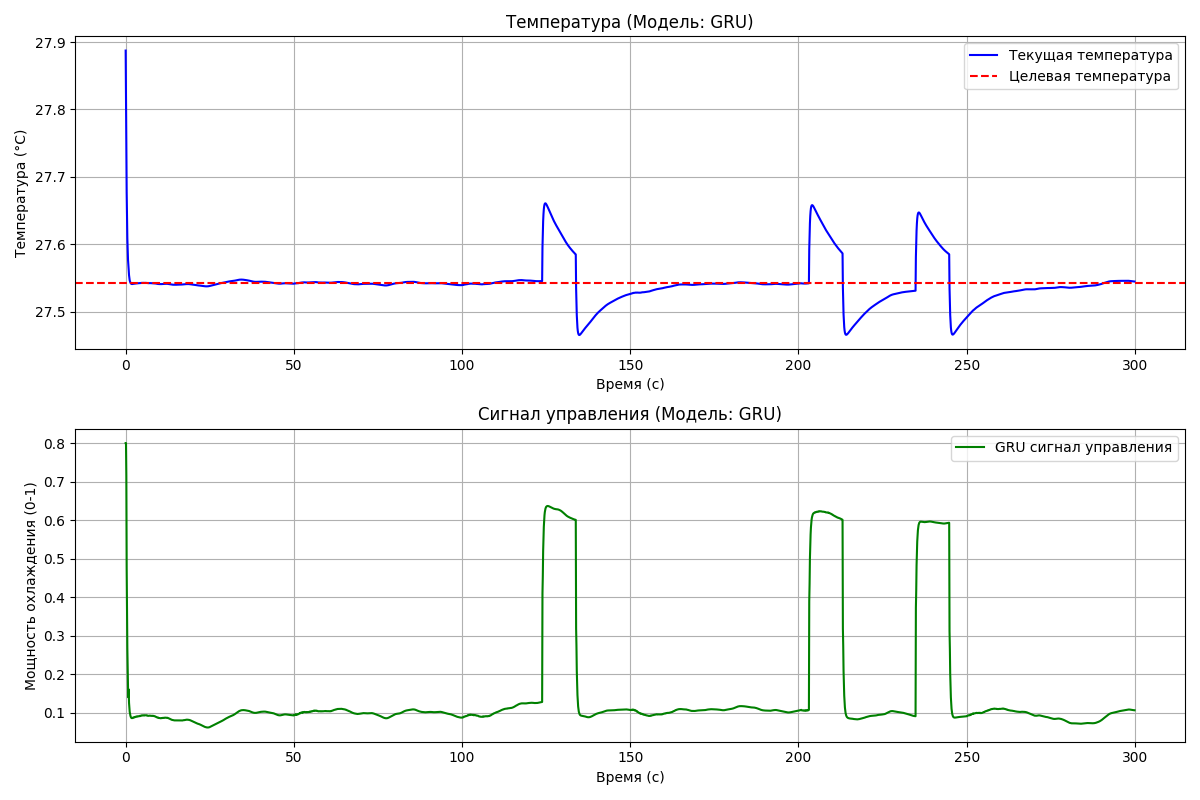 Температура (Модель: GRU)
27.9
27.8
27.7
27.6
27.5
Температура (°C)
Текущая температура
Целевая температура
0 50 100 150 200 250 300
Время (с)
Сигнал управления (Модель: GRU)
0.8
0.7
0.6
0.5
0.4
0.3
0.2
0.1
Мощность охлаждения (0-1)
GRU сигнал управления
0 50 100 150 200 250 300
Время (с)